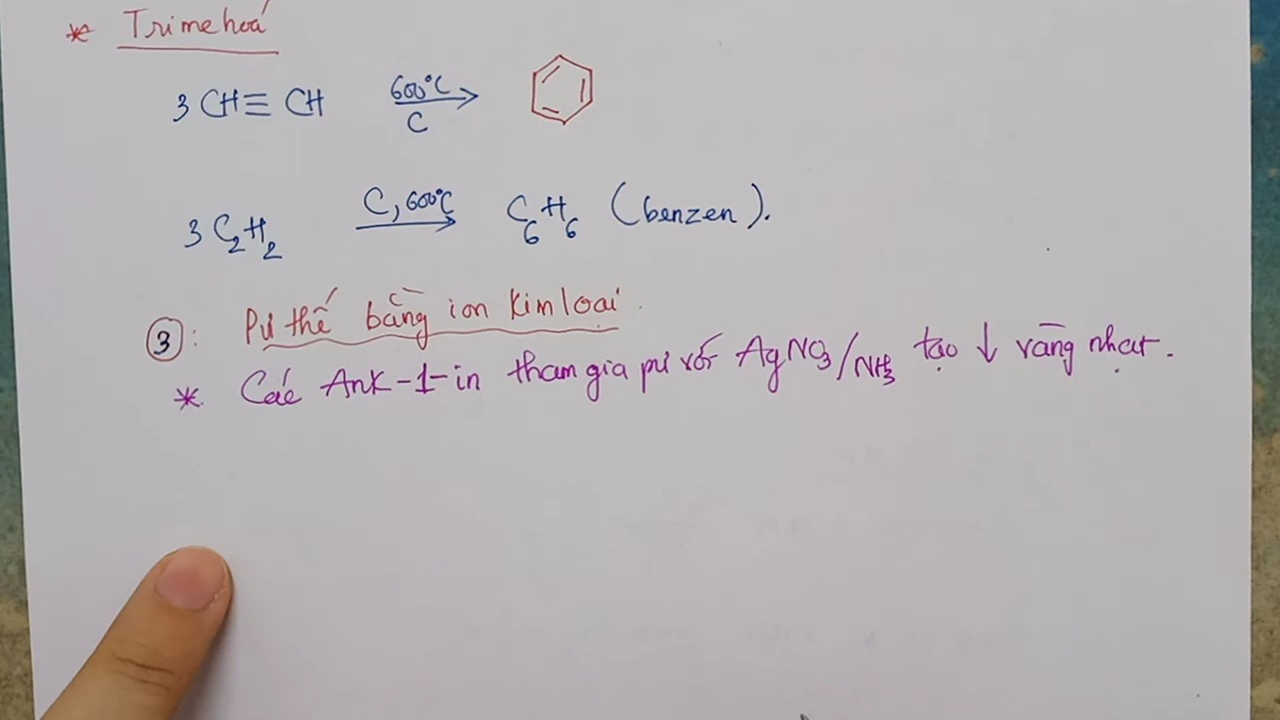 * Trime hoá
3 CH≡CH 600°C C
3 C₂H₂ C, 600°C C₆H₆ (benzen).
③: Pư thế bằng ion kim loại.
* Các Ank-1-in tham gia pư với AgNO₃/NH₃ tạo ↓ vàng nhạt.